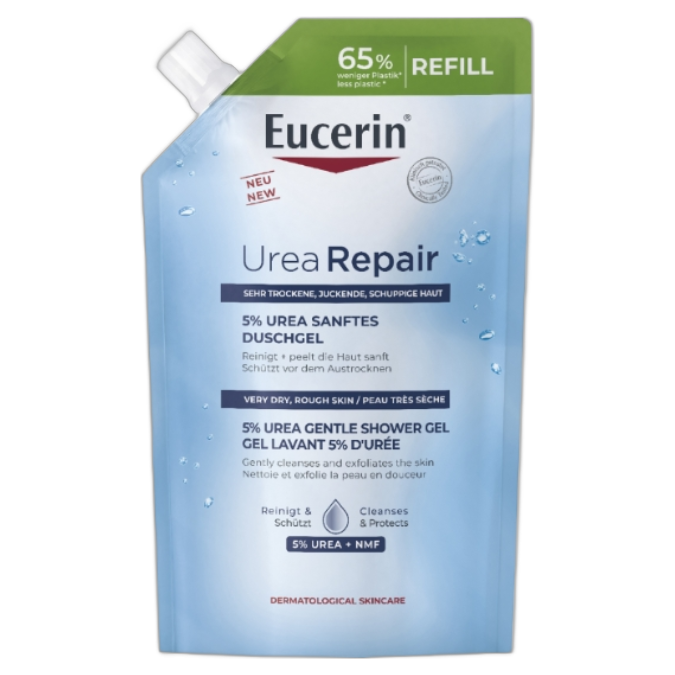 65%
weniger Plastik*
less plastic*
REFILL
Eucerin®
NEU
NEW
Eucerin
Urea Repair
SEHR TROCKENE, JUCKENDE, SCHUPPIGE HAUT
5% UREA SANFTES
DUSCHGEL
Reinigt + peelt die Haut sanft
Schützt vor dem Austrocknen
VERY DRY, ROUGH SKIN / PEAU TRÈS SÈCHE
5% UREA GENTLE SHOWER GEL
GEL LAVANT 5% D'URÉE
Gently cleanses and exfoliates the skin
Nettoie et exfolie la peau en douceur
Reinigt & Cleanses
Schützt & Protects
5% UREA + NMF
DERMATOLOGICAL SKINCARE